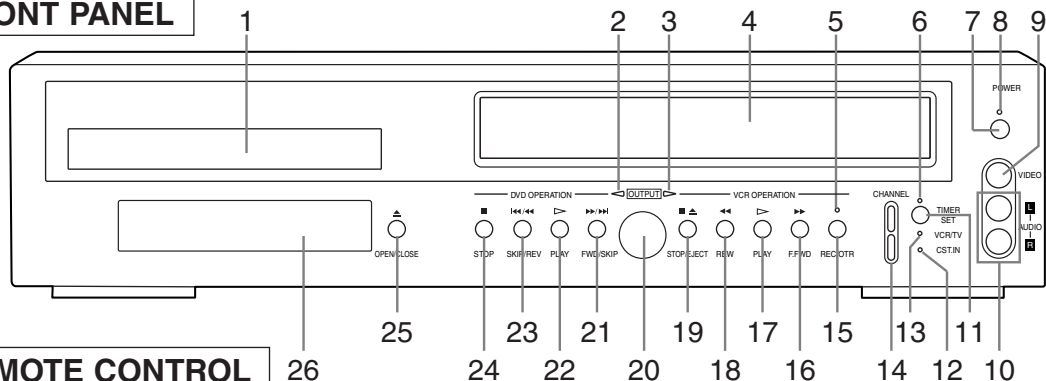 ONT PANEL
1 2 3 4 5 6 7 8 9
POWER
VIDEO
DVD OPERATION OUTPUT VCR OPERATION
CHANNEL
TIMER
SET
L
AUDIO
R
VCR/TV
CST.IN
OPEN/CLOSE STOP SKIP/REV PLAY FWD/SKIP STOP/EJECT REW PLAY F.FWD REC/OTR
25 23 21 19 17 15 13 11
MOTE CONTROL
26 24 22 20 18 16 14 12 10